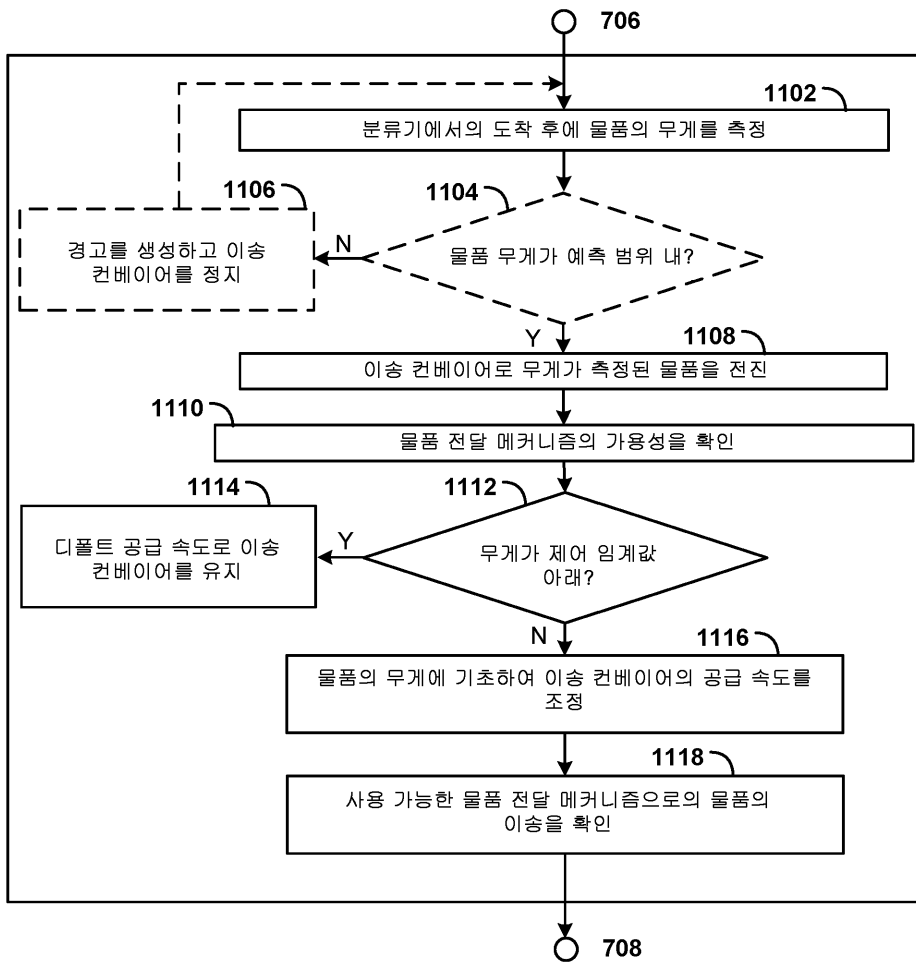 706
1102
분류기에서의 도착 후에 물품의 무게를 측정
1106
1104
경고를 생성하고 이송
컨베이어를 정지
N
물품 무게가 예측 범위 내?
Y
1108
이송 컨베이어로 무게가 측정된 물품을 전진
1110
물품 전달 메커니즘의 가용성을 확인
1114
1112
디폴트 공급 속도로 이송
컨베이어를 유지
Y
무게가 제어 임계값
아래?
N
1116
물품의 무게에 기초하여 이송 컨베이어의 공급 속도를
조정
1118
사용 가능한 물품 전달 메커니즘으로의 물품의
이송을 확인
708